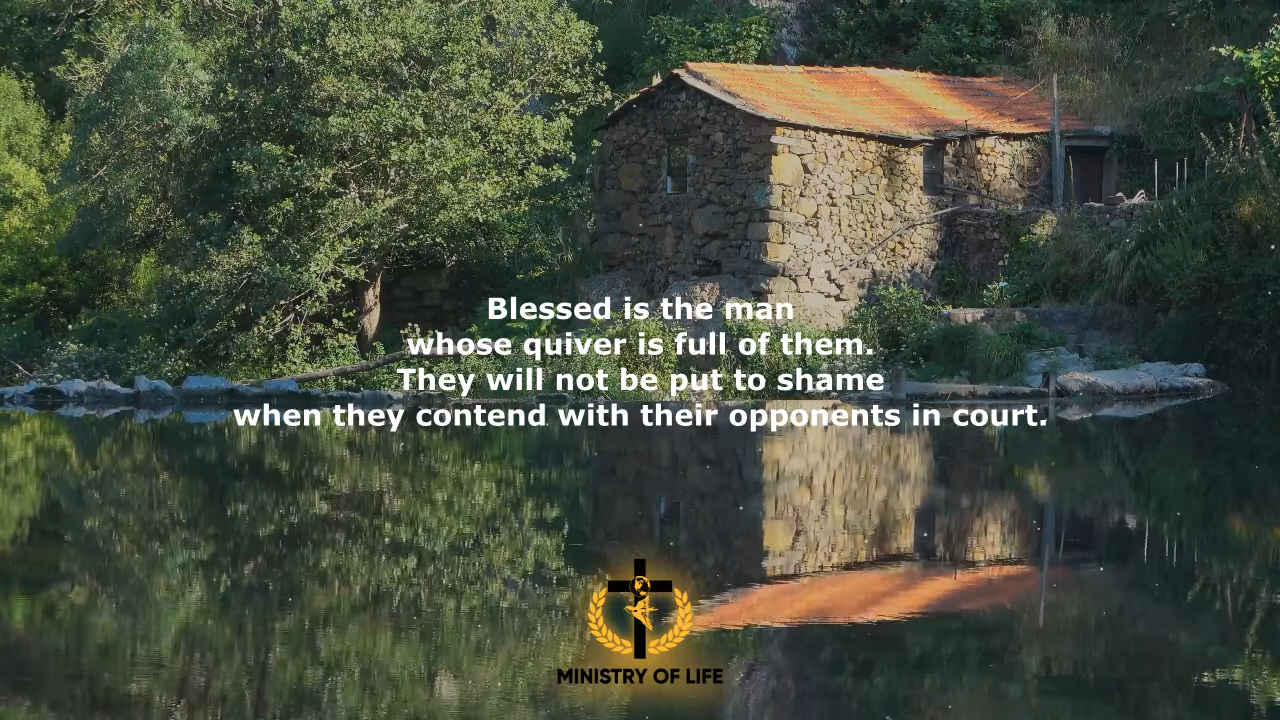 Blessed is the man
whose quiver is full of them.
They will not be put to shame
when they contend with their opponents in court.
MINISTRY OF LIFE